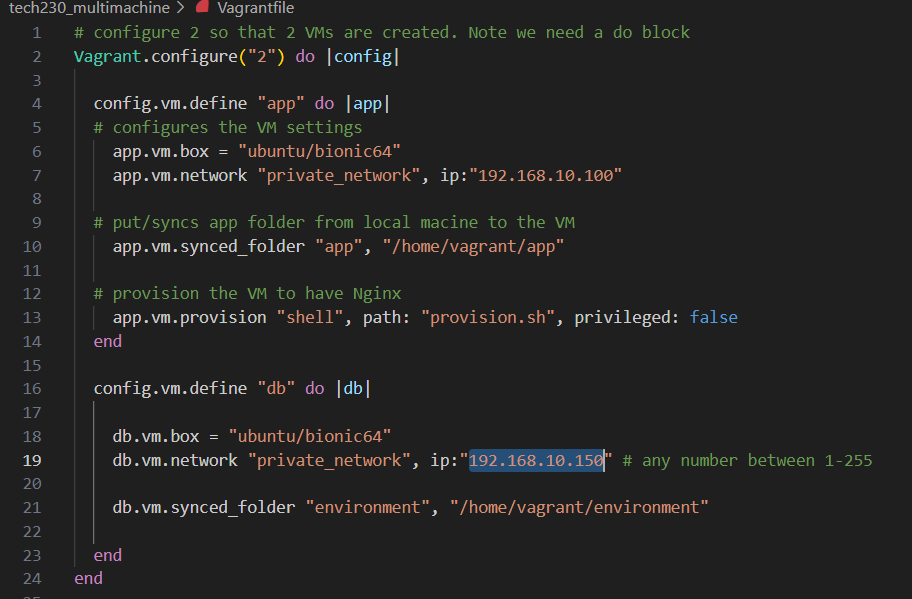 tech230_multimachine > Vagrantfile
1 # configure 2 so that 2 VMs are created. Note we need a do block
2 Vagrant.configure("2") do |config|
3
4 config.vm.define "app" do |app|
5 # configures the VM settings
6 app.vm.box = "ubuntu/bionic64"
7 app.vm.network "private_network", ip:"192.168.10.100"
8
9 # put/syncs app folder from local macine to the VM
10 app.vm.synced_folder "app", "/home/vagrant/app"
11
12 # provision the VM to have Nginx
13 app.vm.provision "shell", path: "provision.sh", privileged: false
14 end
15
16 config.vm.define "db" do |db|
17
18 db.vm.box = "ubuntu/bionic64"
19 db.vm.network "private_network", ip:"192.168.10.150" # any number between 1-255
20
21 db.vm.synced_folder "environment", "/home/vagrant/environment"
22
23 end
24 end